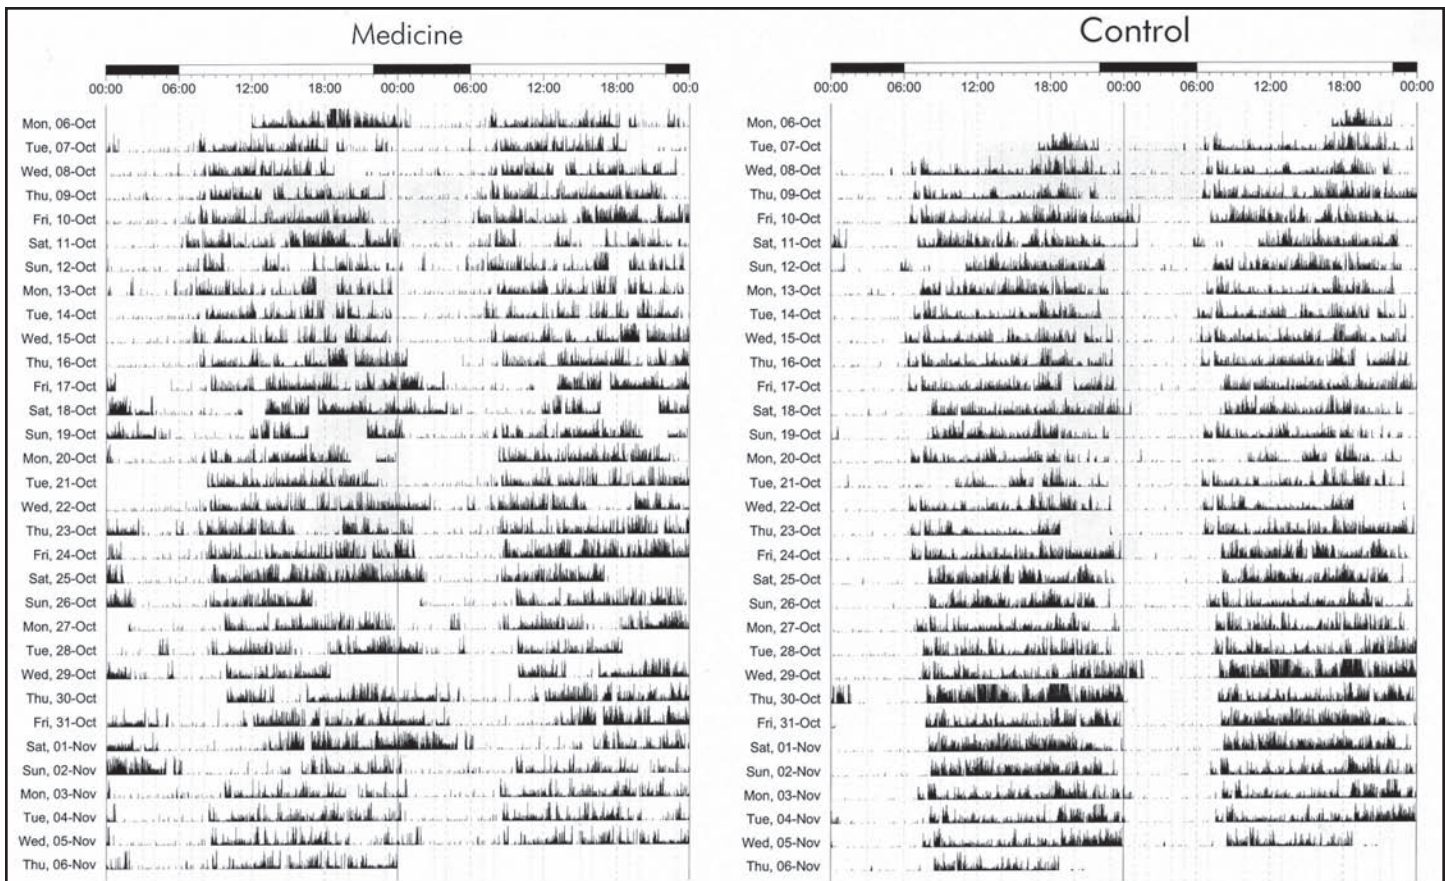 Medicine
00:00 06:00 12:00 18:00 00:00 06:00 12:00 18:00 00:0
Mon, 06-Oct
Tue, 07-Oct
Wed, 08-Oct
Thu, 09-Oct
Fri, 10-Oct
Sat, 11-Oct
Sun, 12-Oct
Mon, 13-Oct
Tue, 14-Oct
Wed, 15-Oct
Thu, 16-Oct
Fri, 17-Oct
Sat, 18-Oct
Sun, 19-Oct
Mon, 20-Oct
Tue, 21-Oct
Wed, 22-Oct
Thu, 23-Oct
Fri, 24-Oct
Sat, 25-Oct
Sun, 26-Oct
Mon, 27-Oct
Tue, 28-Oct
Wed, 29-Oct
Thu, 30-Oct
Fri, 31-Oct
Sat, 01-Nov
Sun, 02-Nov
Mon, 03-Nov
Tue, 04-Nov
Wed, 05-Nov
Thu, 06-Nov
Control
00:00 06:00 12:00 18:00 00:00 06:00 12:00 18:00 00:00
Mon, 06-Oct
Tue, 07-Oct
Wed, 08-Oct
Thu, 09-Oct
Fri, 10-Oct
Sat, 11-Oct
Sun, 12-Oct
Mon, 13-Oct
Tue, 14-Oct
Wed, 15-Oct
Thu, 16-Oct
Fri, 17-Oct
Sat, 18-Oct
Sun, 19-Oct
Mon, 20-Oct
Tue, 21-Oct
Wed, 22-Oct
Thu, 23-Oct
Fri, 24-Oct
Sat, 25-Oct
Sun, 26-Oct
Mon, 27-Oct
Tue, 28-Oct
Wed, 29-Oct
Thu, 30-Oct
Fri, 31-Oct
Sat, 01-Nov
Sun, 02-Nov
Mon, 03-Nov
Tue, 04-Nov
Wed, 05-Nov
Thu, 06-Nov